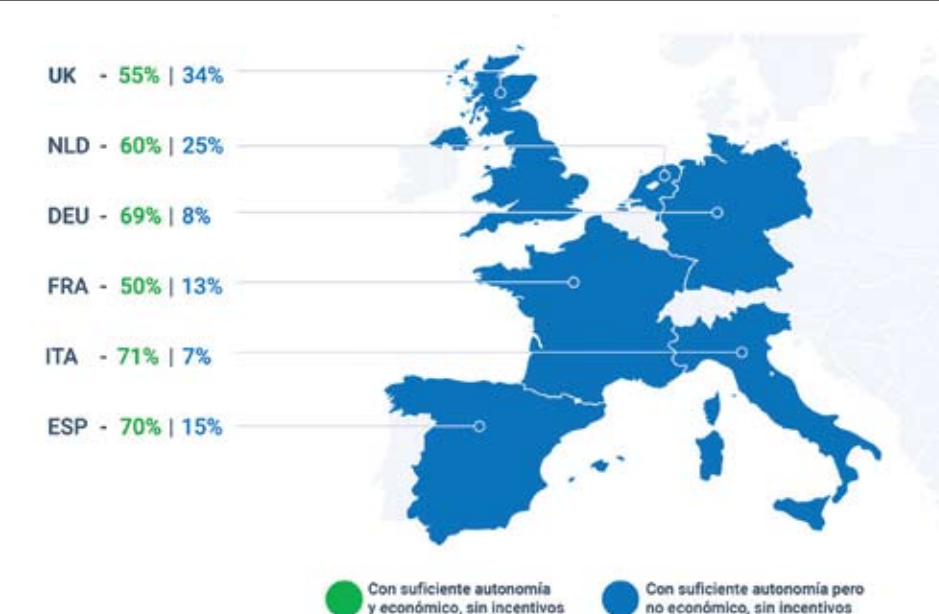 UK - 55% | 34%
NLD - 60% | 25%
DEU - 69% | 8%
FRA - 50% | 13%
ITA - 71% | 7%
ESP - 70% | 15%
Con suficiente autonomía
y económico, sin incentivos
Con suficiente autonomía pero
no económico, sin incentivos